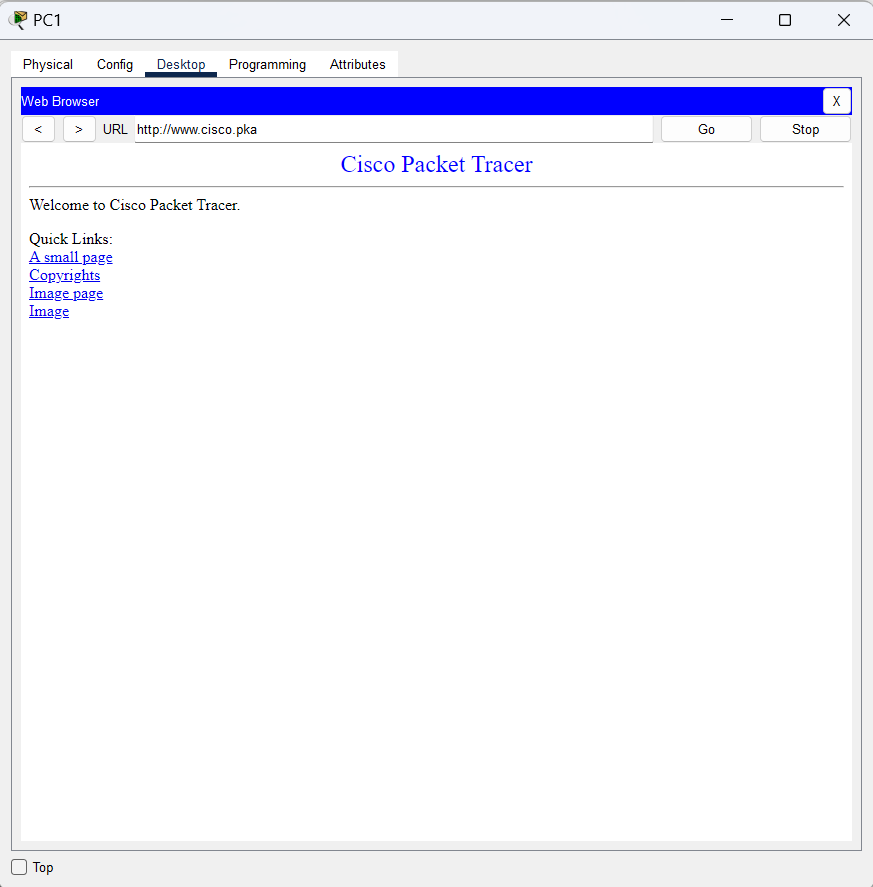 PC1
Physical Config Desktop Programming Attributes
Web Browser X
< > URL http://www.cisco.pka Go Stop
Cisco Packet Tracer
Welcome to Cisco Packet Tracer.
Quick Links:
A small page
Copyrights
Image page
Image
Top